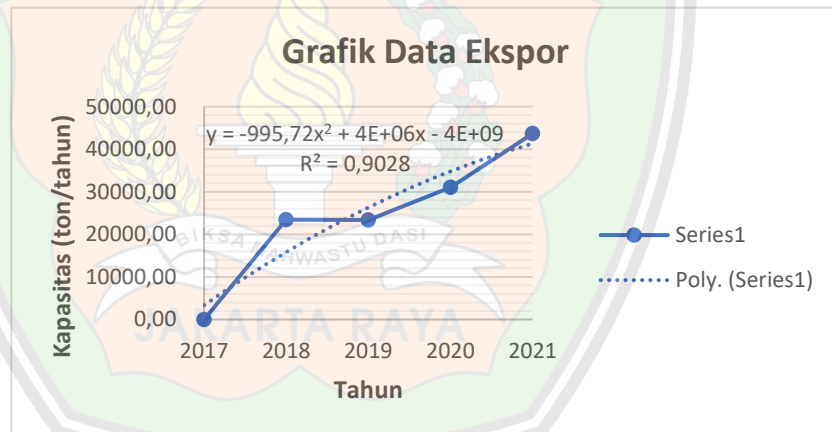 Grafik Data Ekspor
Kapasitas (ton/tahun)
50000,00
40000,00
30000,00
20000,00
10000,00
0,00
y = -995,72x² + 4E+06x - 4E+09
R² = 0,9028
2017 2018 2019 2020 2021
Tahun
Series1
Poly. (Series1)
JAKARTA RAYA